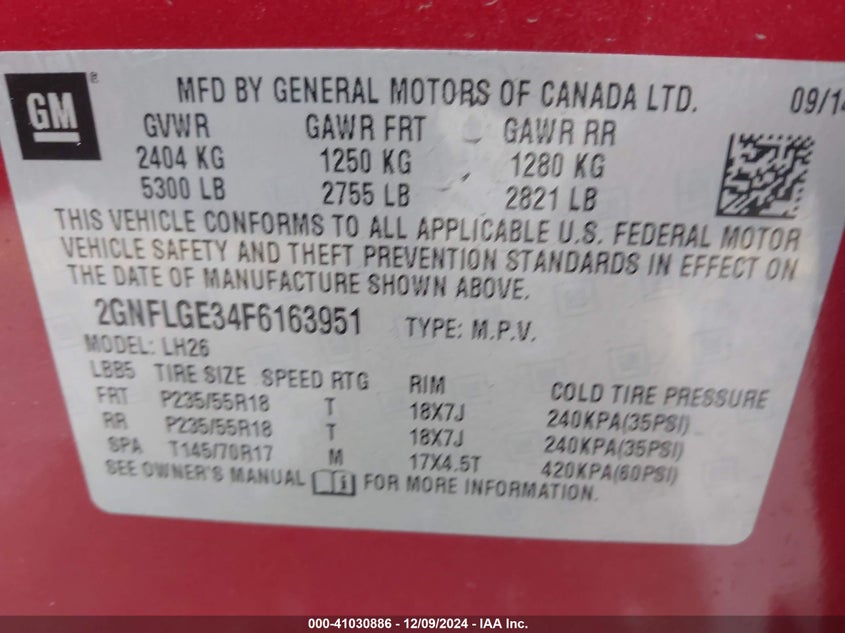 GM ®
MFD BY GENERAL MOTORS OF CANADA LTD. 09/14
GVWR GAWR FRT GAWR RR
2404 KG 1250 KG 1280 KG
5300 LB 2755 LB 2821 LB
THIS VEHICLE CONFORMS TO ALL APPLICABLE U.S. FEDERAL MOTOR
VEHICLE SAFETY AND THEFT PREVENTION STANDARDS IN EFFECT ON
THE DATE OF MANUFACTURE SHOWN ABOVE.
2GNFLGE34F6163951 TYPE: M.P.V.
MODEL: LH26
LBB5 TIRE SIZE SPEED RTG RIM COLD TIRE PRESSURE
FRT P235/55R18 T 18X7J 240KPA(35PSI)
RR P235/55R18 T 18X7J 240KPA(35PSI)
SPA T145/70R17 M 17X4.5T 420KPA(60PSI)
SEE OWNER'S MANUAL i FOR MORE INFORMATION.
000-41030886 - 12/09/2024 - IAA Inc.